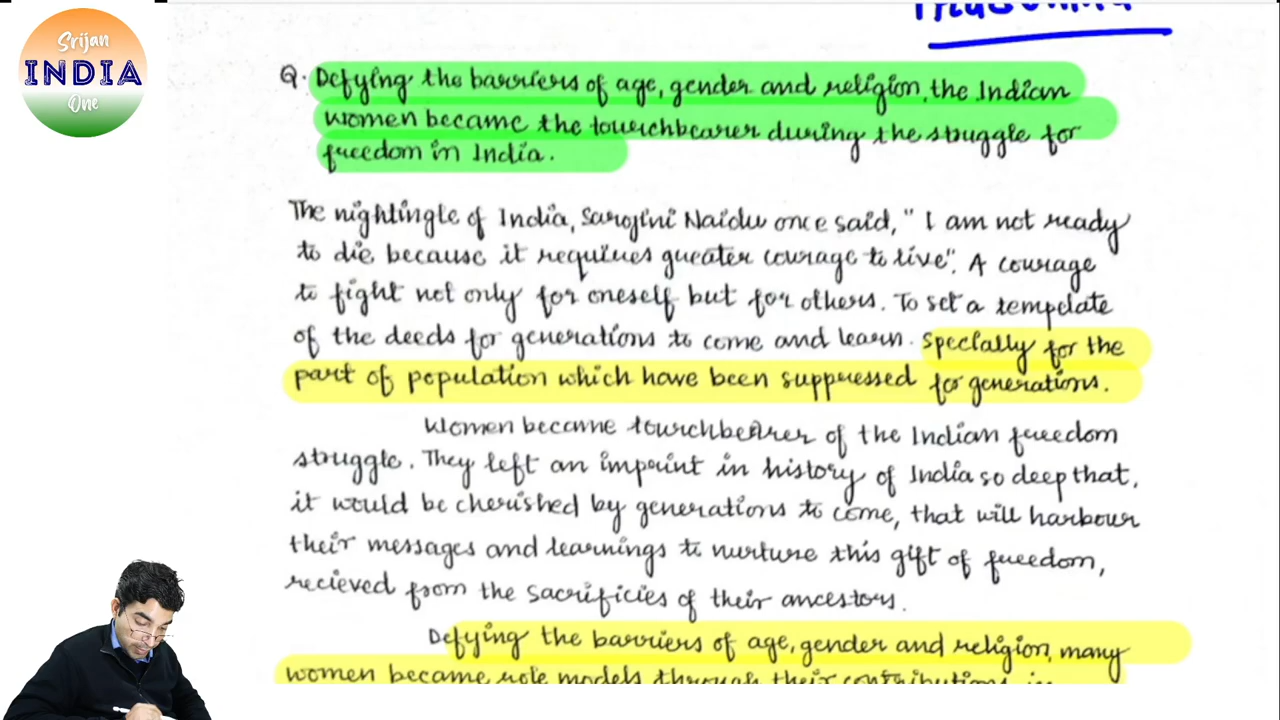 Srijan
INDIA
One
Q. Defying the barriers of age, gender and religion, the Indian
women became the tourchbearer during the struggle for
freedom in India.
The nightingle of India, Sarojini Naidu once said, "I am not ready
to die because it requires greater courage to live". A courage
to fight not only for oneself but for others. To set a template
of the deeds for generations to come and learn. Specially for the
part of population which have been suppressed for generations.
Women became tourchbearer of the Indian freedom
struggle. They left an imprint in history of India so deep that,
it would be cherished by generations to come, that will harbour
their messages and learnings to nurture this gift of freedom,
recieved from the sacrificies of their ancestors.
Defying the barriers of age, gender and religion, many
women became role models through their contributions in